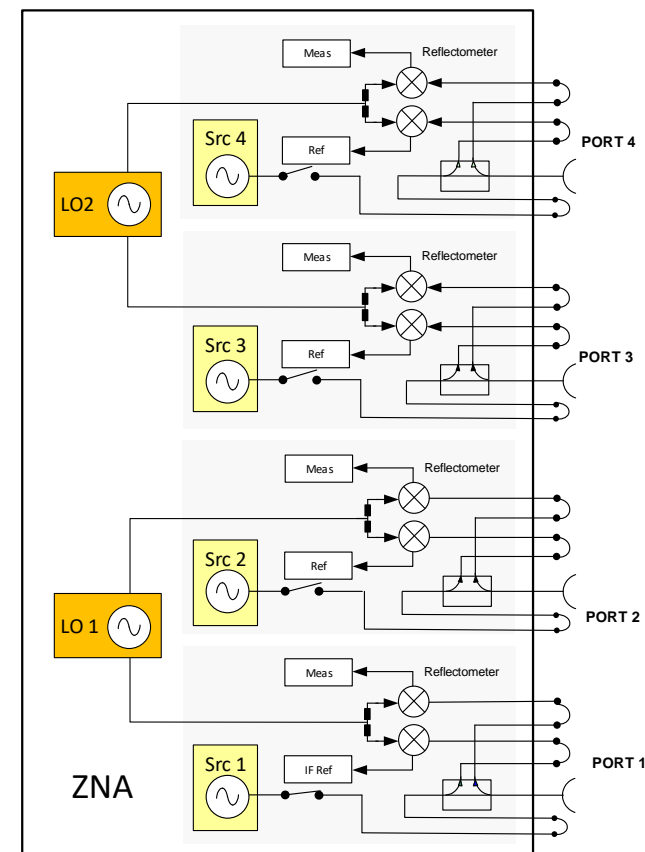 Meas
Reflectometer
Src 4
Ref
PORT 4
LO2
Meas
Reflectometer
Src 3
Ref
PORT 3
Meas
Reflectometer
Src 2
Ref
LO 1
PORT 2
Meas
Reflectometer
Src 1
IF Ref
PORT 1
ZNA